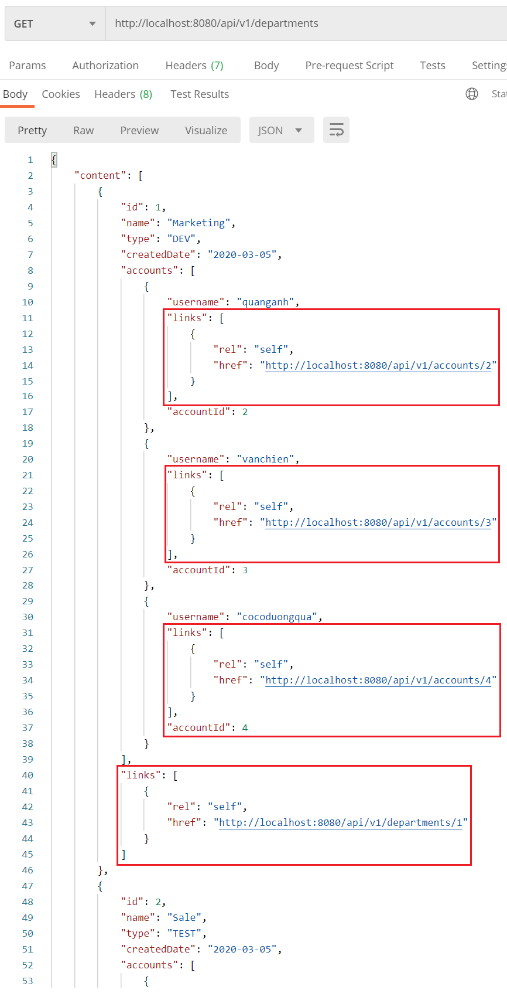 GET http://localhost:8080/api/v1/departments
Params Authorization Headers (7) Body Pre-request Script Tests Settings
Body Cookies Headers (8) Test Results Sta
Pretty Raw Preview Visualize JSON
1 {
2 "content": [
3 {
4 "id": 1,
5 "name": "Marketing",
6 "type": "DEV",
7 "createdDate": "2020-03-05",
8 "accounts": [
9 {
10 "username": "quanganh",
11 "links": [
12 {
13 "rel": "self",
14 "href": "http://localhost:8080/api/v1/accounts/2"
15 }
16 ],
17 "accountId": 2
18 },
19 {
20 "username": "vanchien",
21 "links": [
22 {
23 "rel": "self",
24 "href": "http://localhost:8080/api/v1/accounts/3"
25 }
26 ],
27 "accountId": 3
28 },
29 {
30 "username": "cocoduongqua",
31 "links": [
32 {
33 "rel": "self",
34 "href": "http://localhost:8080/api/v1/accounts/4"
35 }
36 ],
37 "accountId": 4
38 }
39 ],
40 "links": [
41 {
42 "rel": "self",
43 "href": "http://localhost:8080/api/v1/departments/1"
44 }
45 ]
46 },
47 {
48 "id": 2,
49 "name": "Sale",
50 "type": "TEST",
51 "createdDate": "2020-03-05",
52 "accounts": [
53 {